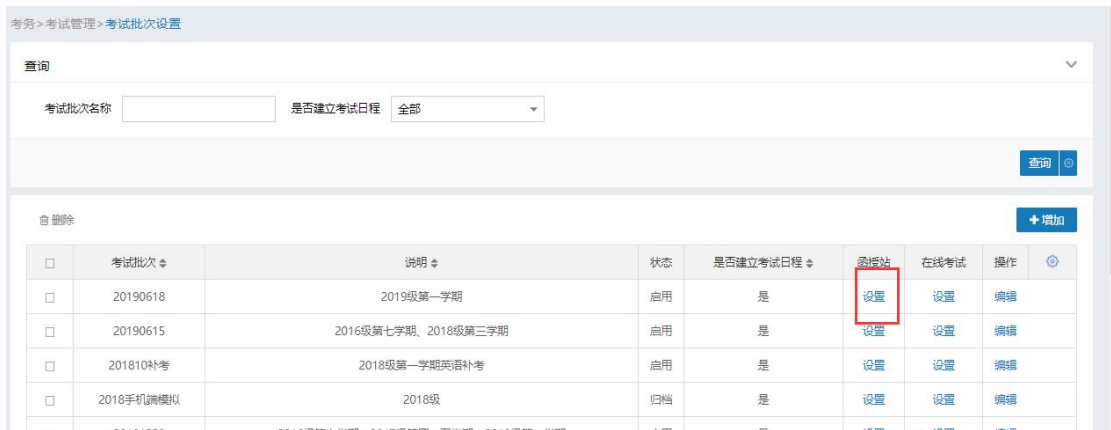 考务>考试管理>考试批次设置
查询
考试批次名称 是否建立考试日程 全部
查询
删除 增加
考试批次 说明 状态 是否建立考试日程 函授站 在线考试 操作
20190618 2019级第一学期 启用 是 设置 设置 编辑
20190615 2016级第七学期、2018级第三学期 启用 是 设置 设置 编辑
201810补考 2018级第一学期英语补考 启用 是 设置 设置 编辑
2018手机端模拟 2018级 归档 是 设置 设置 编辑